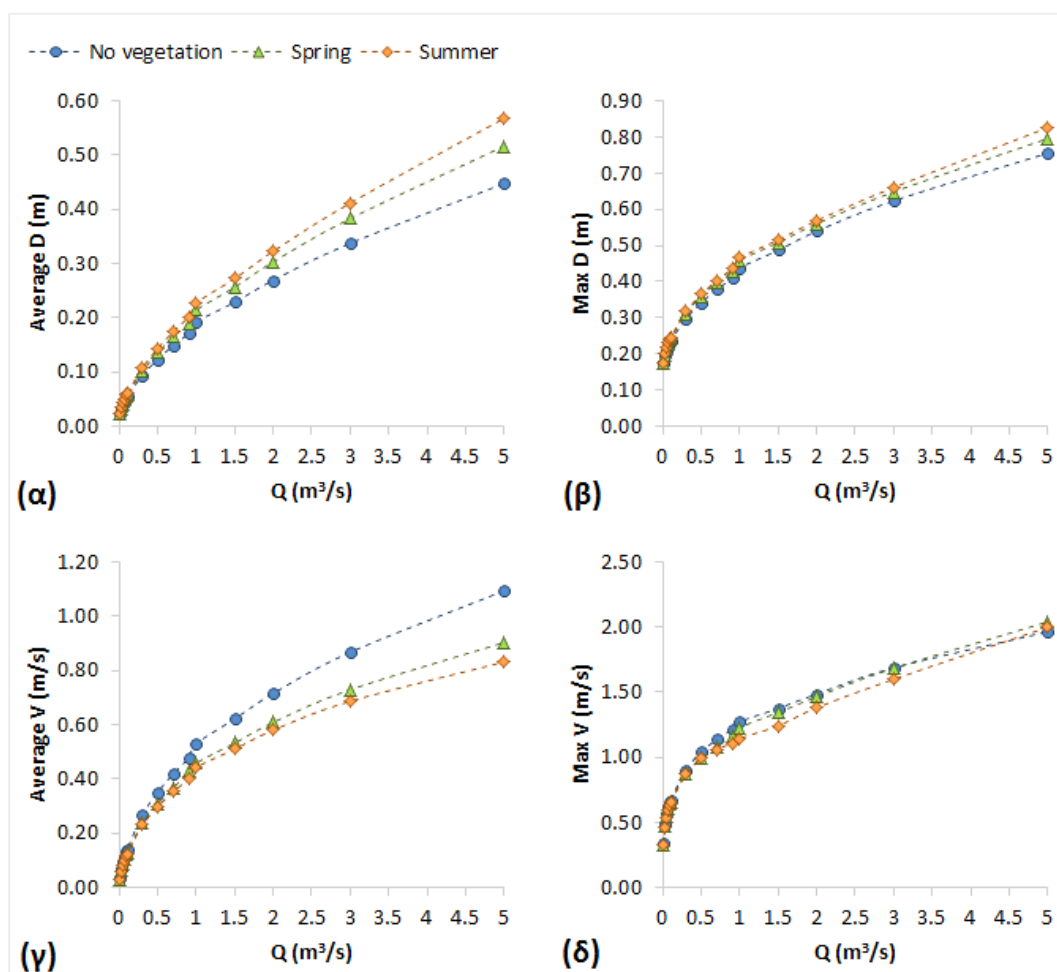 No vegetation Spring Summer
0.60
0.50
0.40
0.30
0.20
0.10
0.00
Average D (m)
0 0.5 1 1.5 2 2.5 3 3.5 4 4.5 5
Q (m³/s)
(α)
0.90
0.80
0.70
0.60
0.50
0.40
0.30
0.20
0.10
0.00
Max D (m)
0 0.5 1 1.5 2 2.5 3 3.5 4 4.5 5
Q (m³/s)
(β)
1.20
1.00
0.80
0.60
0.40
0.20
0.00
Average V (m/s)
0 0.5 1 1.5 2 2.5 3 3.5 4 4.5 5
Q (m³/s)
(γ)
2.50
2.00
1.50
1.00
0.50
0.00
Max V (m/s)
0 0.5 1 1.5 2 2.5 3 3.5 4 4.5 5
Q (m³/s)
(δ)